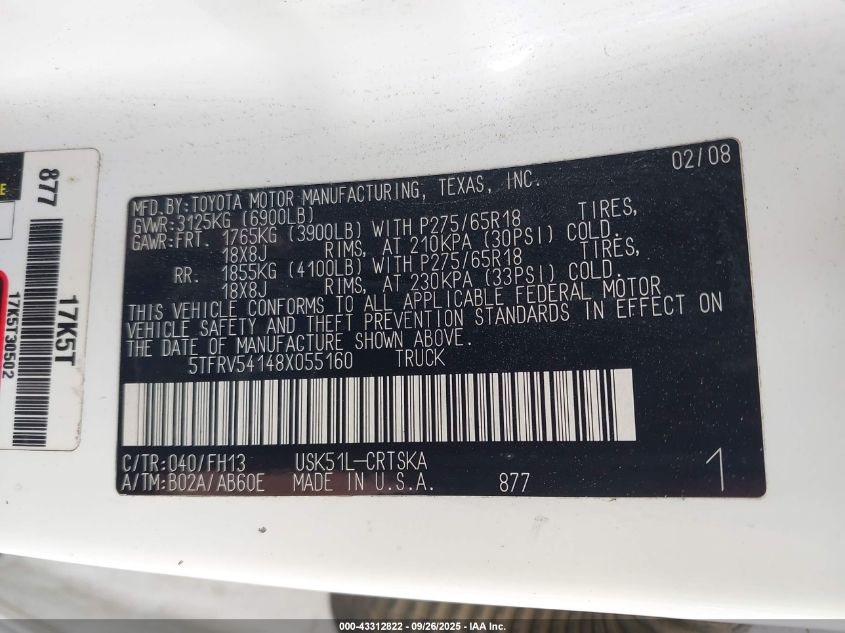 02/08
MFD.BY:TOYOTA MOTOR MANUFACTURING, TEXAS, INC.
GVWR:3125KG (6900LB)
GAWR:FRT. 1765KG (3900LB) WITH P275/65R18 TIRES,
18X8J RIMS, AT 210KPA (30PSI) COLD.
RR. 1855KG (4100LB) WITH P275/65R18 TIRES,
18X8J RIMS, AT 230KPA (33PSI) COLD.
THIS VEHICLE CONFORMS TO ALL APPLICABLE FEDERAL MOTOR
VEHICLE SAFETY AND THEFT PREVENTION STANDARDS IN EFFECT ON
THE DATE OF MANUFACTURE SHOWN ABOVE.
5TFRV54148X055160 TRUCK
C/TR:040/FH13 USK51L-CRTSKA
A/TM:B02A/AB60E MADE IN U.S.A. 877 1
877
17K5T
17K5T30502
000-43312822 - 09/26/2025 - IAA Inc.